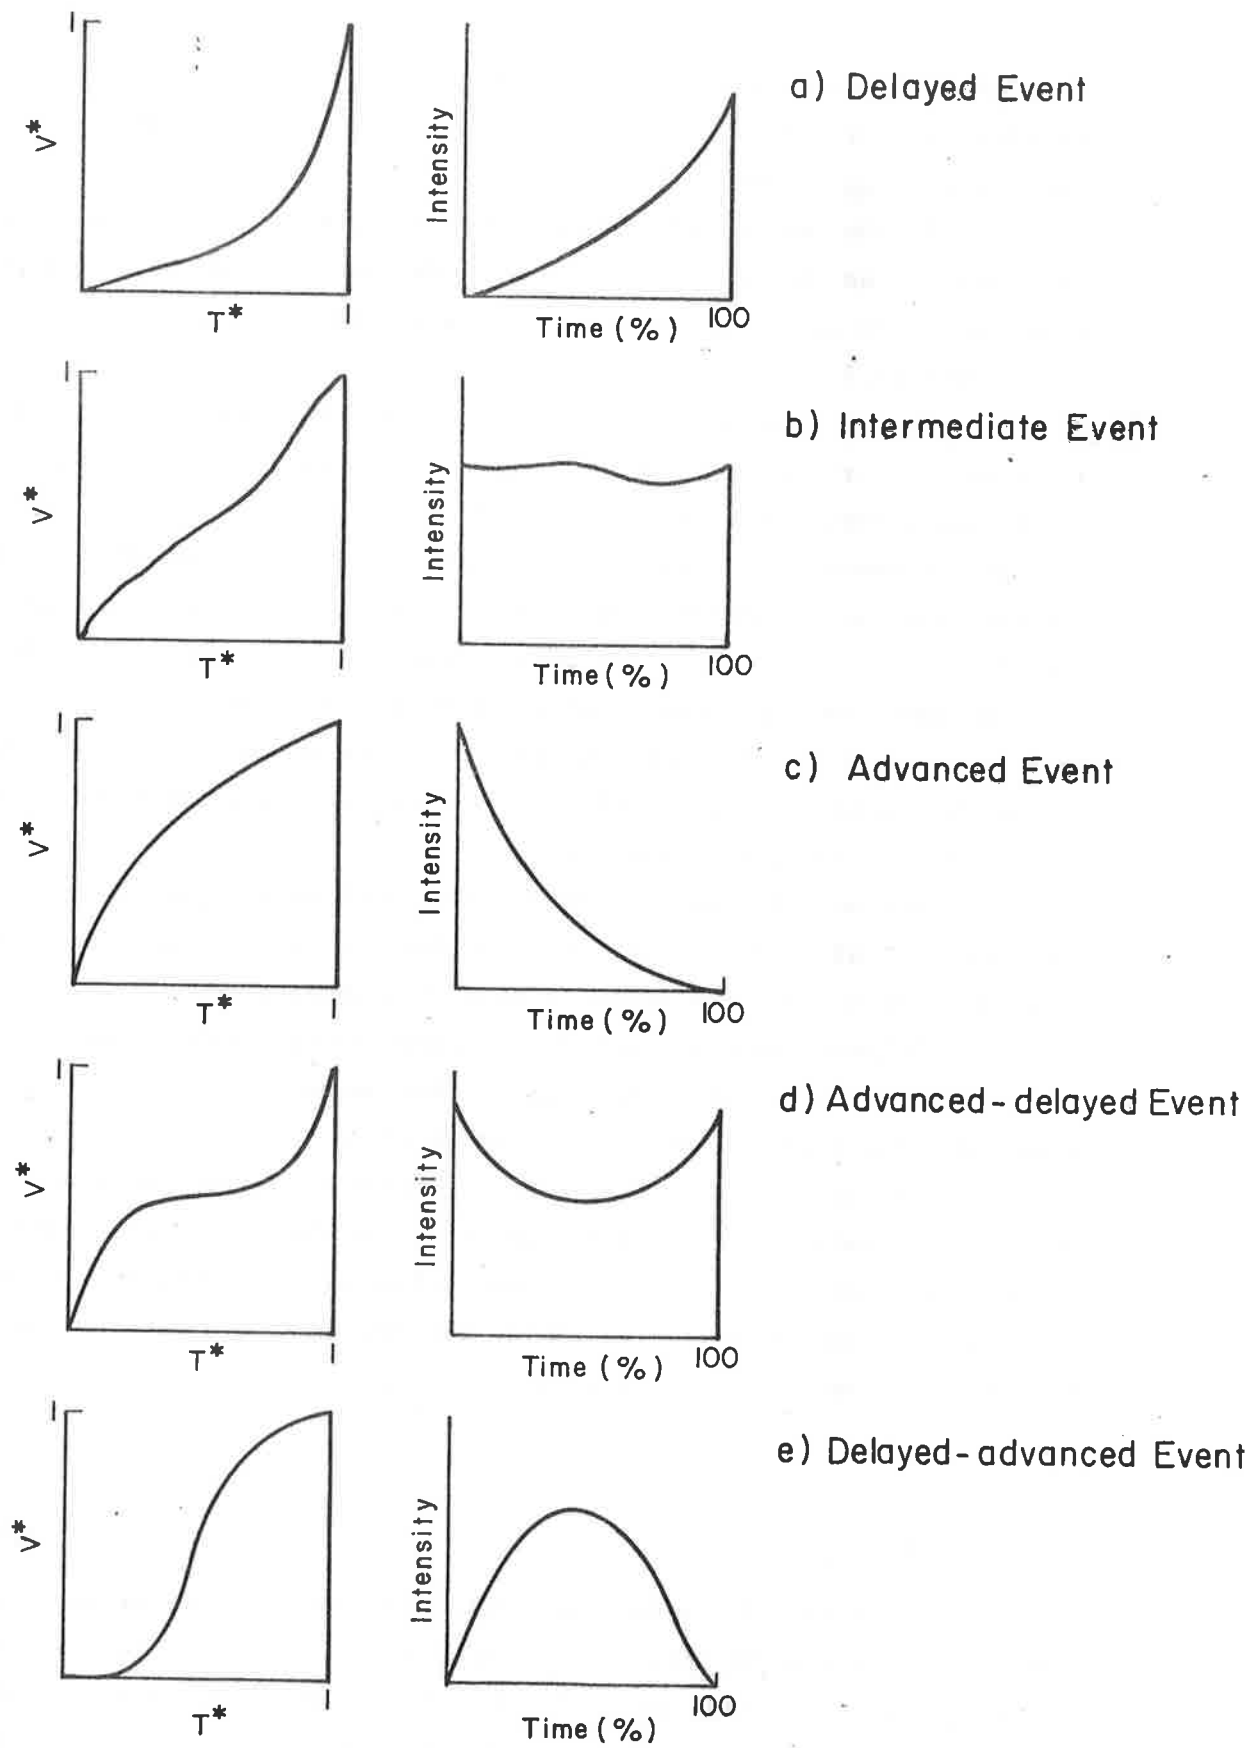 1
V*
T*
1
Intensity
Time (%)
100
a) Delayed Event
1
V*
T*
1
Intensity
Time (%)
100
b) Intermediate Event
1
V*
T*
1
Intensity
Time (%)
100
c) Advanced Event
1
V*
T*
1
Intensity
Time (%)
100
d) Advanced-delayed Event
1
V*
T*
1
Intensity
Time (%)
100
e) Delayed-advanced Event